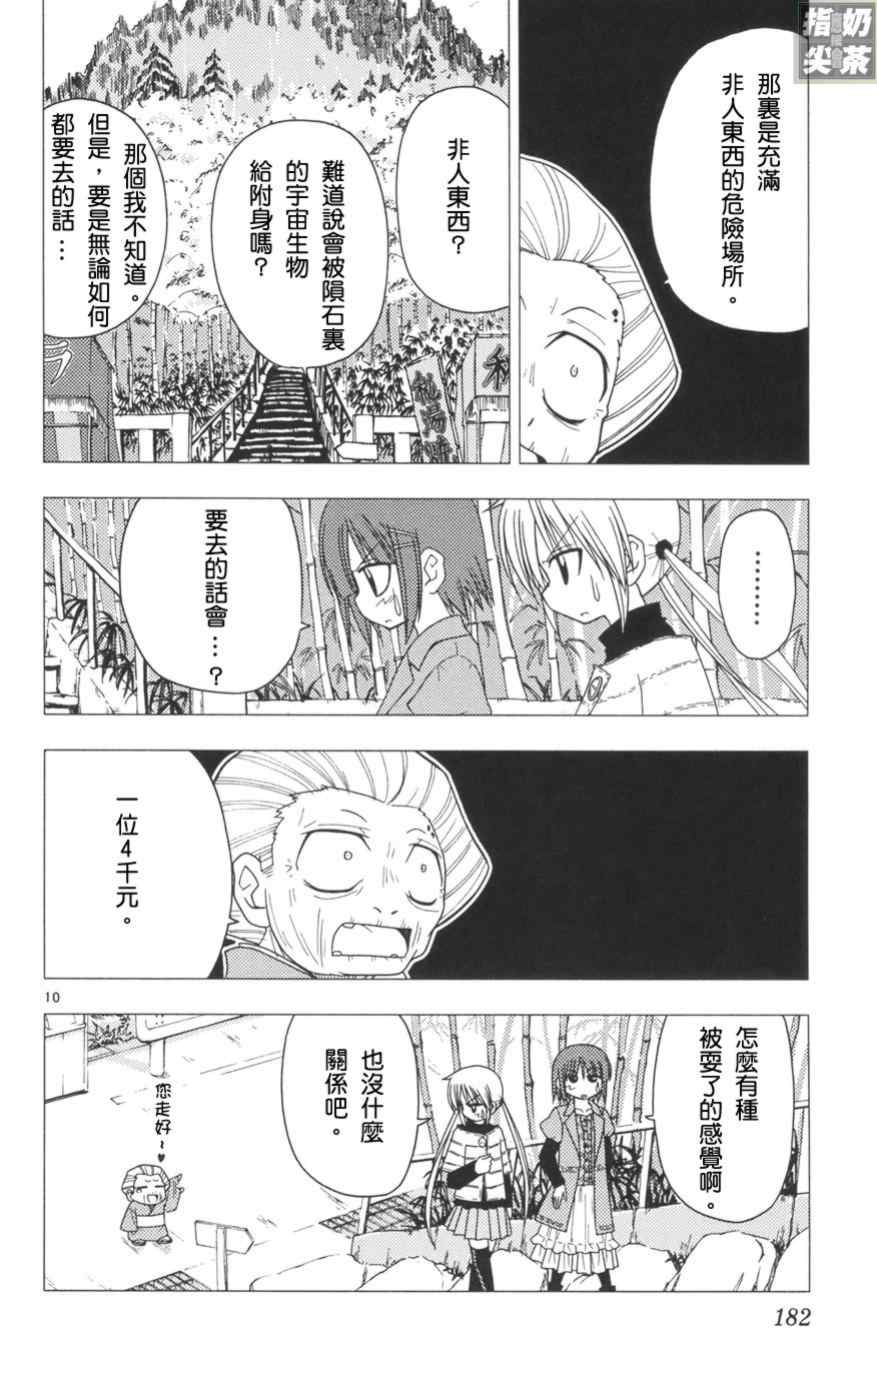 指奶
尖茶
那裏是充滿
非人東西的危險場所。
非人東西？
難道說會被隕石裏
的宇宙生物
給附身嗎？
那個我不知道。
但是，要是無論如何
都要去的話…
………
要去的話會…？
一位4千元。
10
怎麼有種
被耍了的感覺啊。
也沒什麼
關係吧。
您走好~♥
182